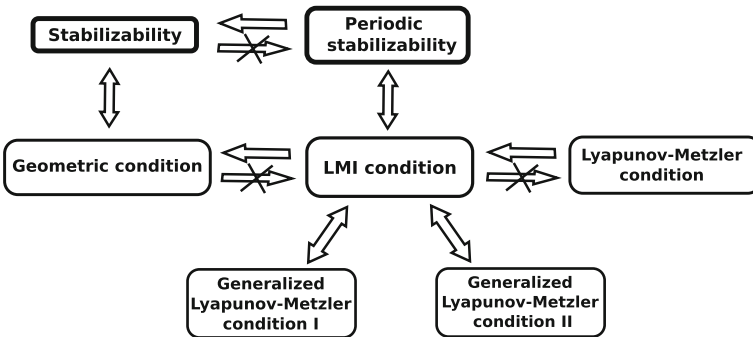 Stabilizability
Periodic
stabilizability
Geometric condition
LMI condition
Lyapunov-Metzler
condition
Generalized
Lyapunov-Metzler
condition I
Generalized
Lyapunov-Metzler
condition II